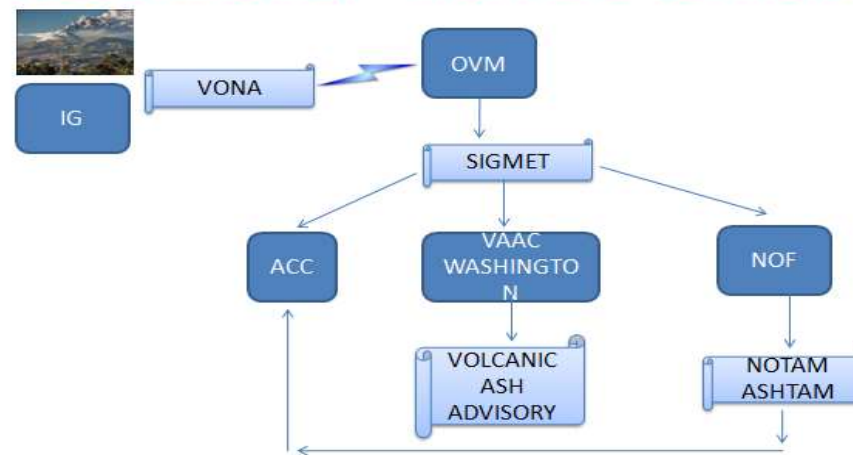 OVM
VONA
IG
SIGMET
ACC
VAAC
WASHINGTO
N
NOF
VOLCANIC
ASH
ADVISORY
NOTAM
ASHTAM